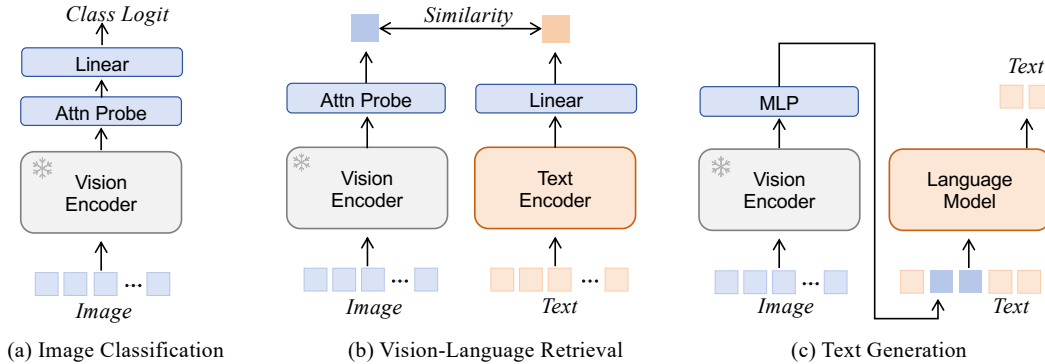 Class Logit
Linear
Attn Probe
Vision
Encoder
...
Image
(a) Image Classification
Similarity
Attn Probe
Linear
Vision
Encoder
Text
Encoder
...
...
Image
Text
(b) Vision-Language Retrieval
MLP
Text
Vision
Encoder
Language
Model
...
Image
Text
(c) Text Generation